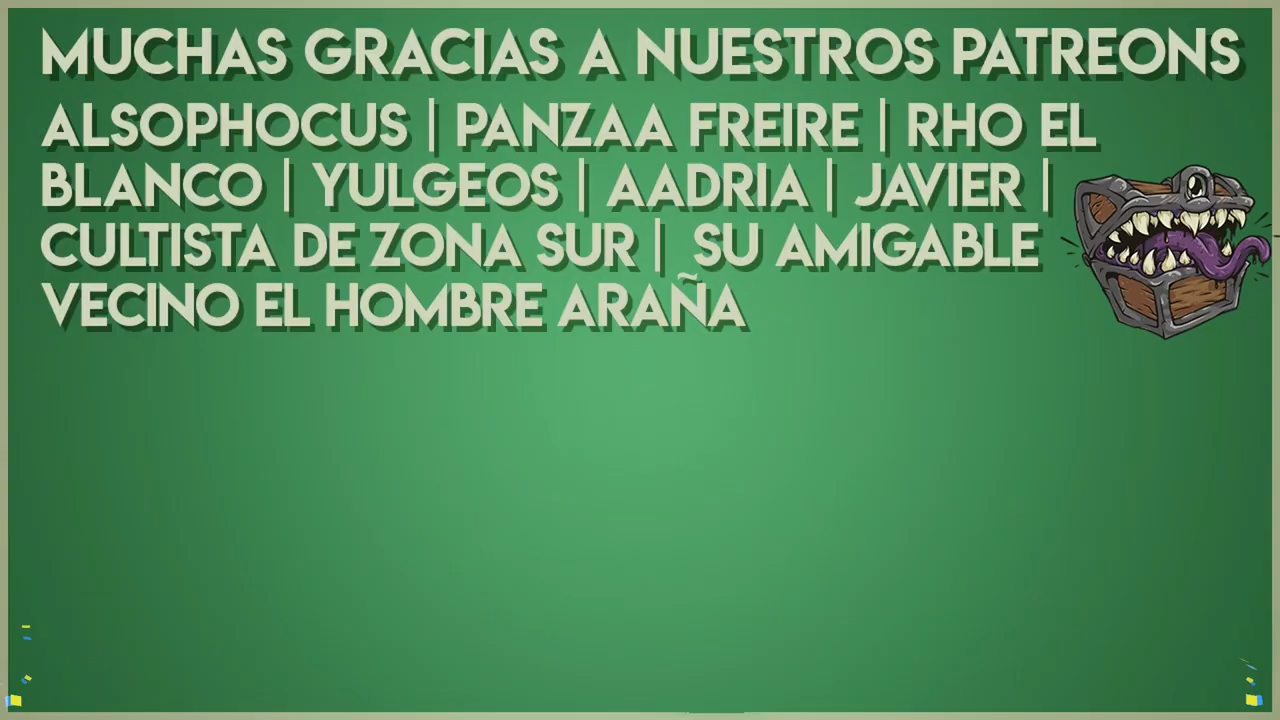 MUCHAS GRACIAS A NUESTROS PATREONS
ALSOPHOCUS | PANZAA FREIRE | RHO EL
BLANCO | YULGEOS | AADRIA | JAVIER |
CULTISTA DE ZONA SUR | SU AMIGABLE
VECINO EL HOMBRE ARAÑA